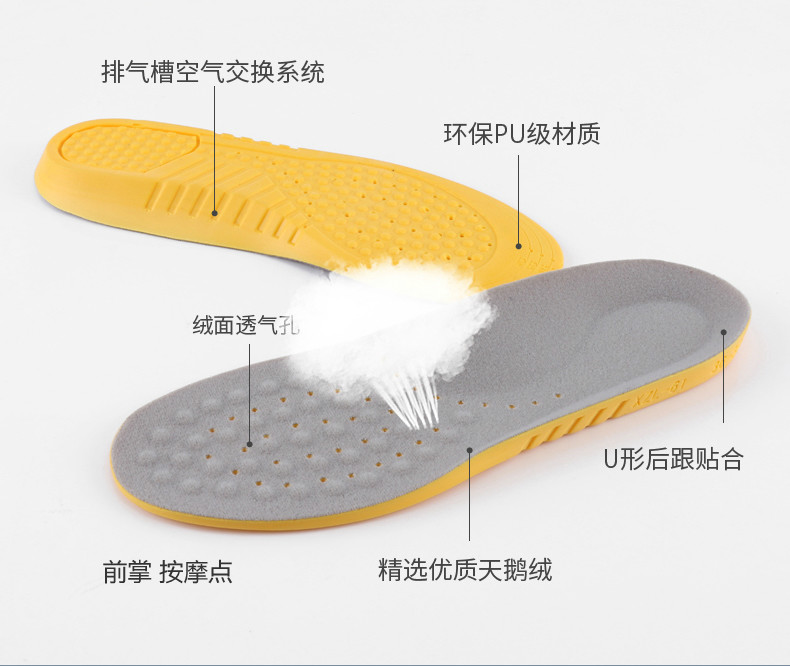 排气槽空气交换系统
环保PU级材质
绒面透气孔
U形后跟贴合
精选优质天鹅绒
前掌 按摩点